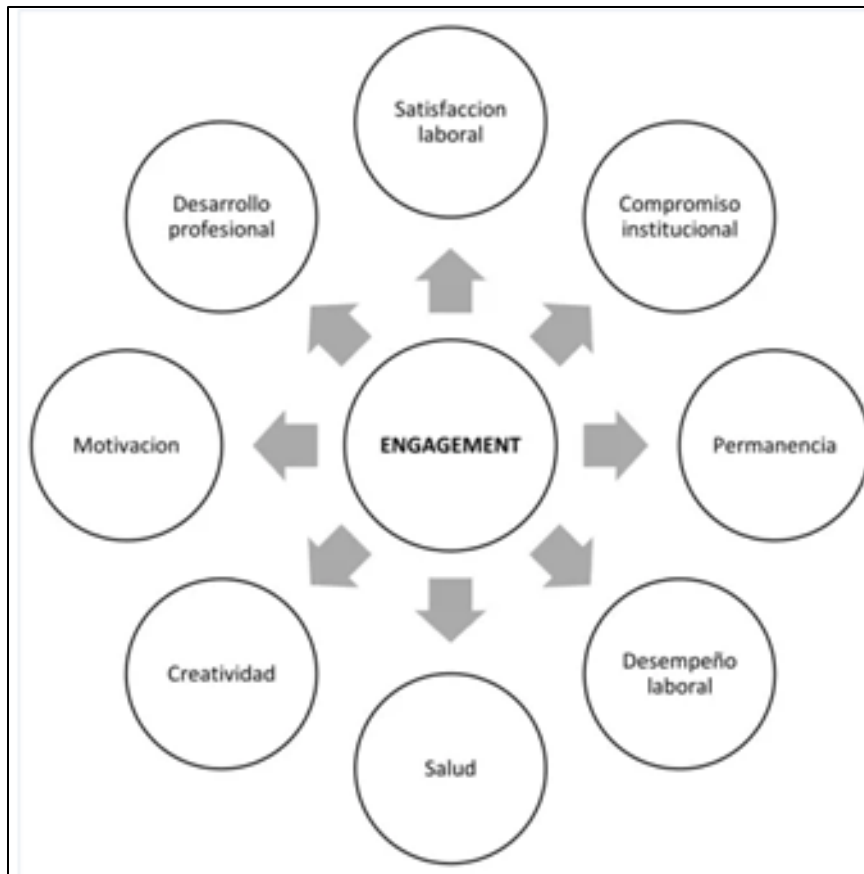 Satisfaccion
laboral
Compromiso
institucional
Permanencia
Desempeño
laboral
Salud
Creatividad
Motivacion
Desarrollo
profesional
ENGAGEMENT